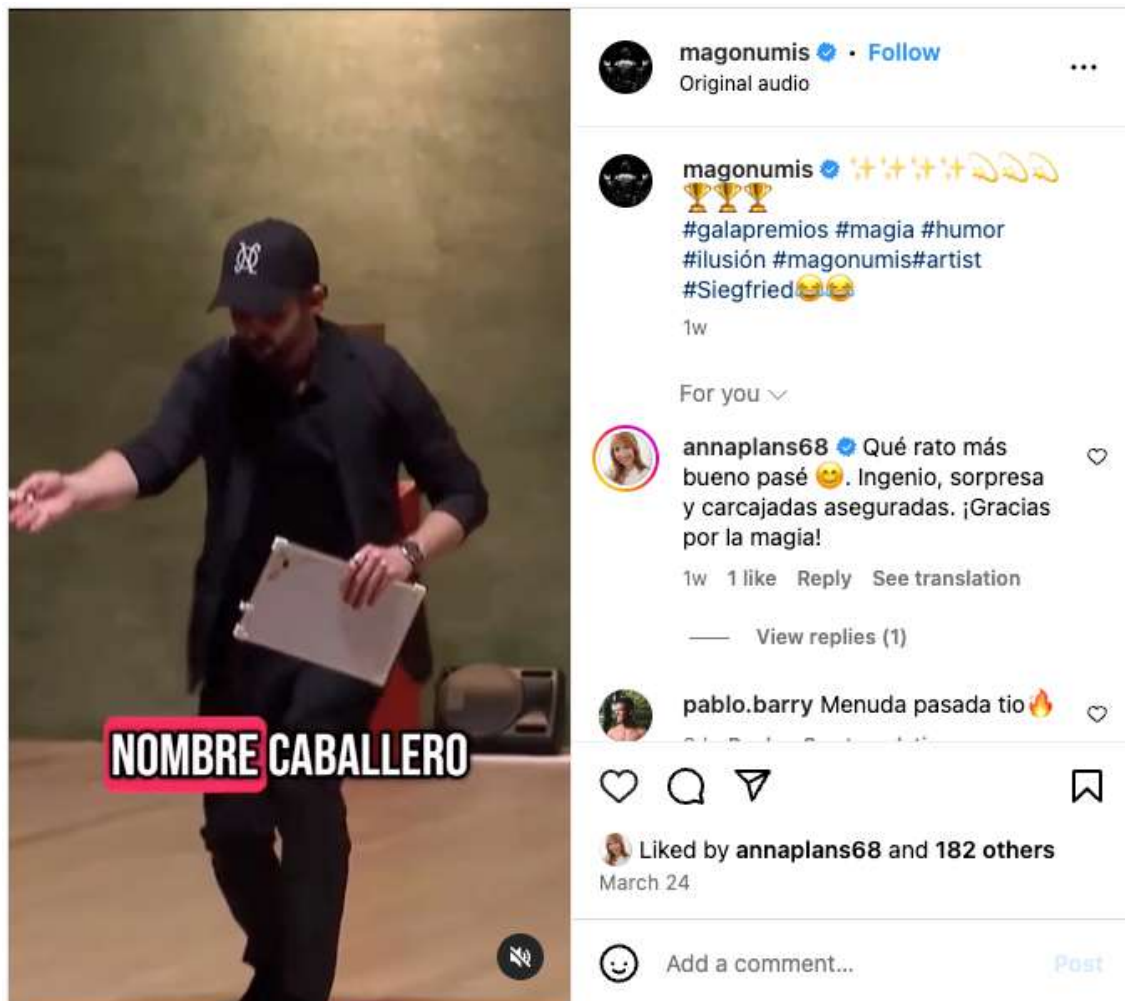 magonumis • Follow
Original audio
magonumis ✨✨✨✨💫💫💫
🏆🏆🏆
#galapremios #magia #humor
#ilusión #magonumis#artist
#Siegfried😂😂
1w
For you
annaplans68 Qué rato más
bueno pasé 😊. Ingenio, sorpresa
y carcajadas aseguradas. ¡Gracias
por la magia!
1w 1 like Reply See translation
View replies (1)
pablo.barry Menuda pasada tio🔥
NOMBRE CABALLERO
Liked by annaplans68 and 182 others
March 24
Add a comment...
Post